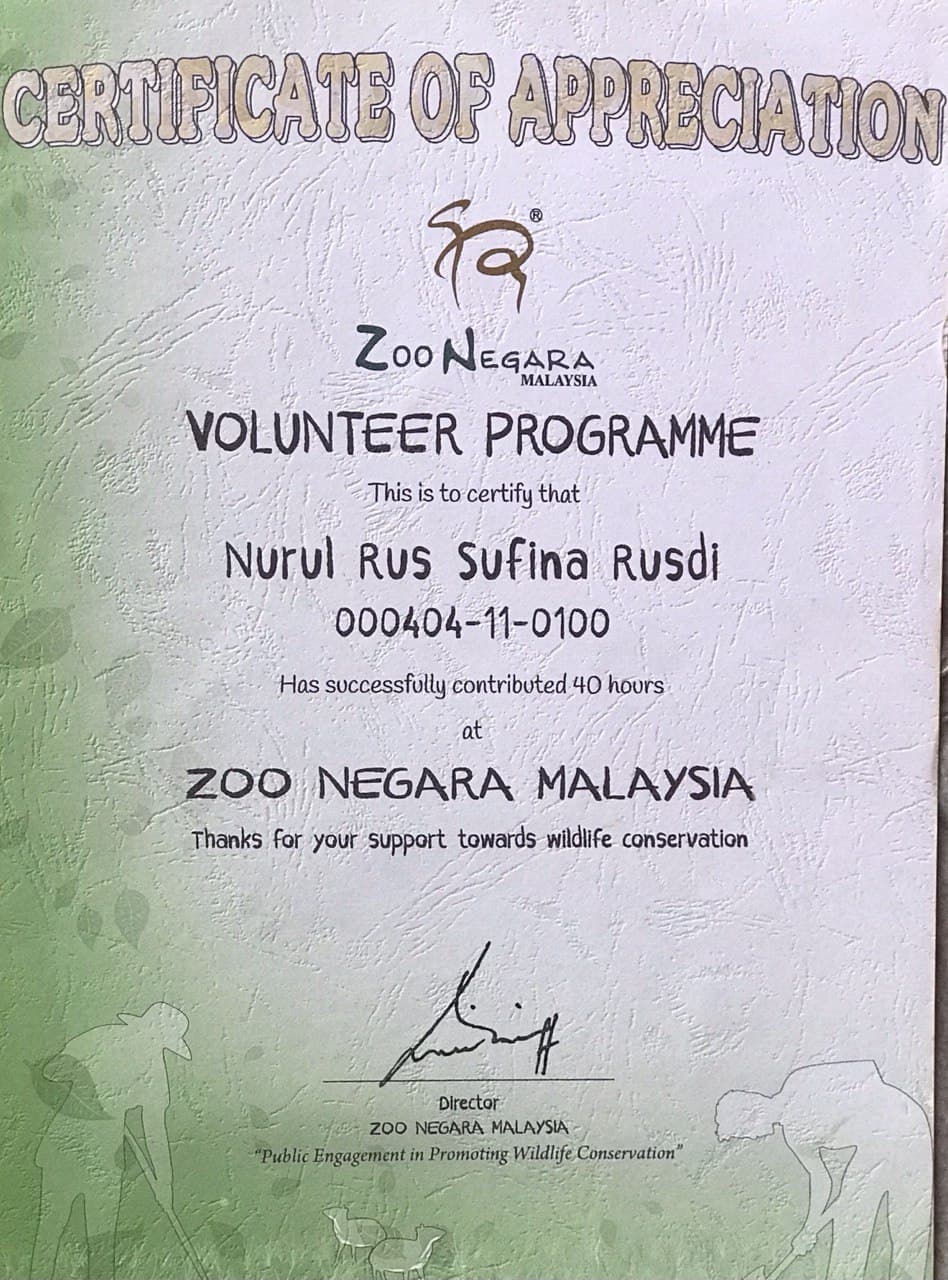 CERTIFICATE OF APPRECIATION
®
ZOO NEGARA
MALAYSIA
VOLUNTEER PROGRAMME
This is to certify that
Nurul Rus Sufina Rusdi
000404-11-0100
Has successfully contributed 40 hours
at
ZOO NEGARA MALAYSIA
Thanks for your support towards wildlife conservation
Director
ZOO NEGARA MALAYSIA
"Public Engagement in Promoting Wildlife Conservation"